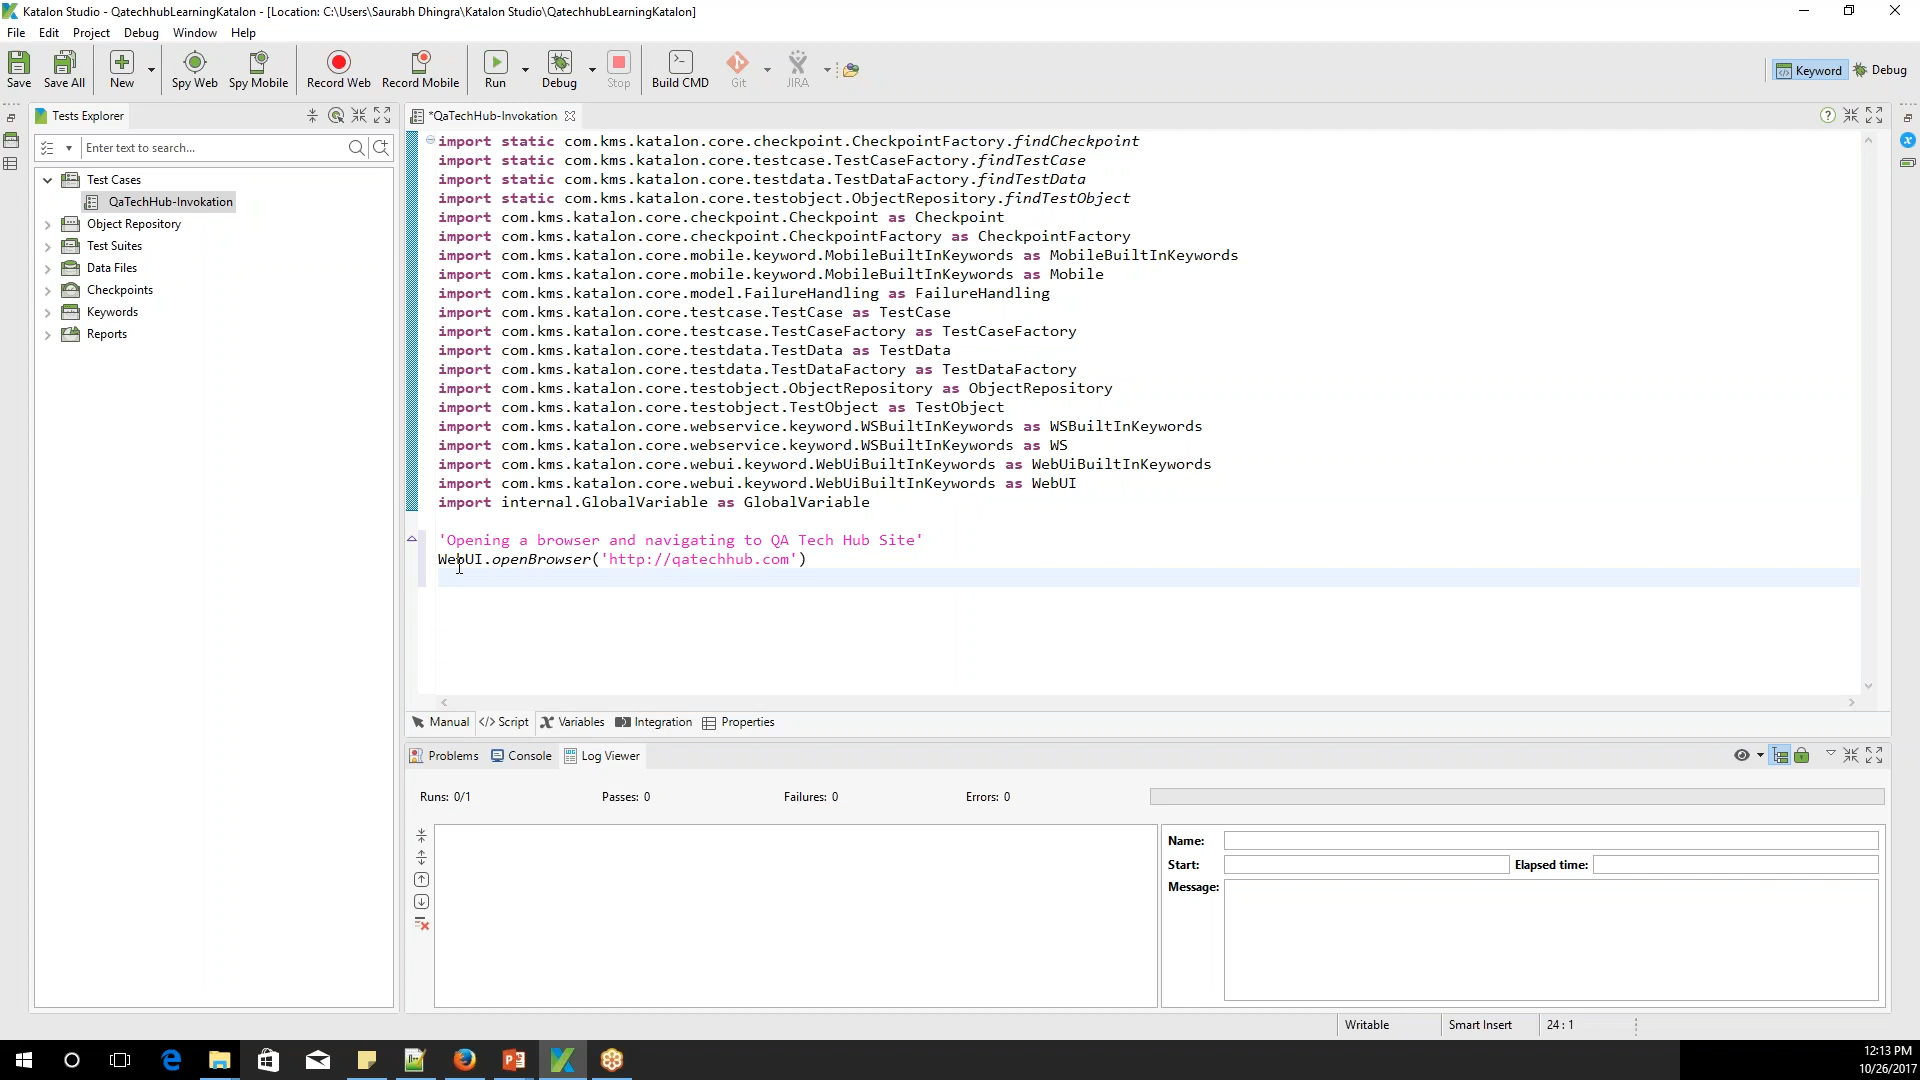 Katalon Studio - QatechhubLearningKatalon - [Location: C:\Users\Saurabh Dhingra\Katalon Studio\QatechhubLearningKatalon]
File Edit Project Debug Window Help
Save Save All New Spy Web Spy Mobile Record Web Record Mobile Run Debug Stop Build CMD Git JIRA Keyword Debug
Tests Explorer
*QaTechHub-Invokation
Enter text to search...
Test Cases
QaTechHub-Invokation
Object Repository
Test Suites
Data Files
Checkpoints
Keywords
Reports
import static com.kms.katalon.core.checkpoint.CheckpointFactory.findCheckpoint
import static com.kms.katalon.core.testcase.TestCaseFactory.findTestCase
import static com.kms.katalon.core.testdata.TestDataFactory.findTestData
import static com.kms.katalon.core.testobject.ObjectRepository.findTestObject
import com.kms.katalon.core.checkpoint.Checkpoint as Checkpoint
import com.kms.katalon.core.checkpoint.CheckpointFactory as CheckpointFactory
import com.kms.katalon.core.mobile.keyword.MobileBuiltInKeywords as MobileBuiltInKeywords
import com.kms.katalon.core.mobile.keyword.MobileBuiltInKeywords as Mobile
import com.kms.katalon.core.model.FailureHandling as FailureHandling
import com.kms.katalon.core.testcase.TestCase as TestCase
import com.kms.katalon.core.testcase.TestCaseFactory as TestCaseFactory
import com.kms.katalon.core.testdata.TestData as TestData
import com.kms.katalon.core.testdata.TestDataFactory as TestDataFactory
import com.kms.katalon.core.testobject.ObjectRepository as ObjectRepository
import com.kms.katalon.core.testobject.TestObject as TestObject
import com.kms.katalon.core.webservice.keyword.WSBuiltInKeywords as WSBuiltInKeywords
import com.kms.katalon.core.webservice.keyword.WSBuiltInKeywords as WS
import com.kms.katalon.core.webui.keyword.WebUiBuiltInKeywords as WebUiBuiltInKeywords
import com.kms.katalon.core.webui.keyword.WebUiBuiltInKeywords as WebUI
import internal.GlobalVariable as GlobalVariable
'Opening a browser and navigating to QA Tech Hub Site'
WebUI.openBrowser('http://qatechhub.com')
Manual </> Script Variables Integration Properties
Problems Console Log Viewer
Runs: 0/1 Passes: 0 Failures: 0 Errors: 0
Name:
Start: Elapsed time:
Message:
Writable Smart Insert 24 : 1
12:13 PM
10/26/2017